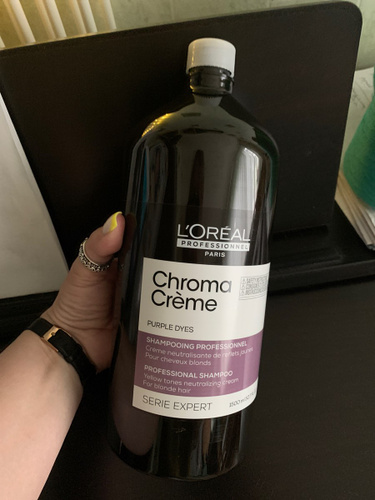 L'ORÉAL
PROFESSIONNEL
PARIS
Chroma
Crème
PURPLE DYES
SHAMPOOING PROFESSIONNEL
Crème neutralisante de reflets jaunes
Pour cheveux blonds
PROFESSIONAL SHAMPOO
Yellow tones neutralizing cream
For blonde hair
SERIE EXPERT